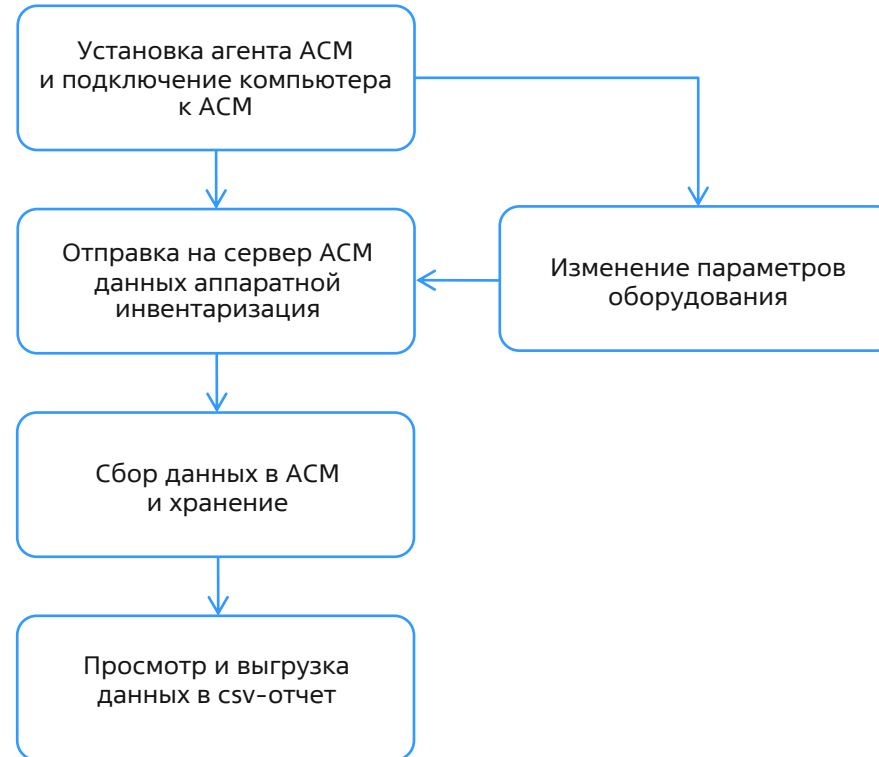 Установка агента АСМ
и подключение компьютера
к АСМ
Отправка на сервер АСМ
данных аппаратной
инвентаризация
Изменение параметров
оборудования
Сбор данных в АСМ
и хранение
Просмотр и выгрузка
данных в csv-отчет